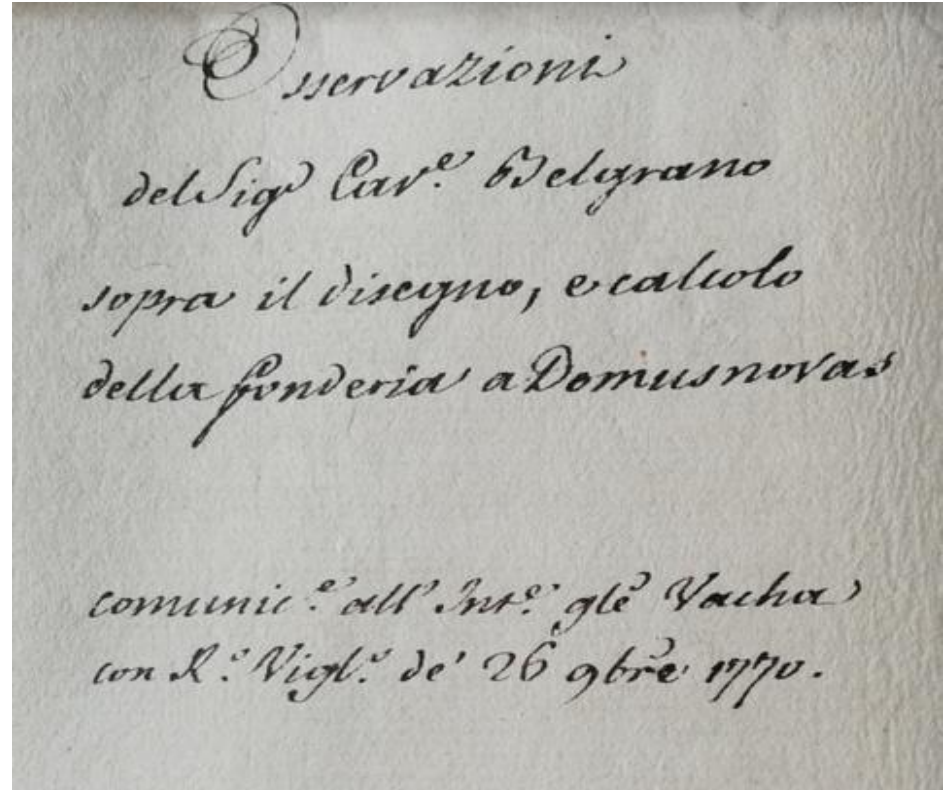 Osservazioni
del Sig.r Cav.e Belgrano
sopra il disegno, e calcolo
della fonderia a Domusnovas
comunic.e all' Int.e gle Vacha
con R.o Vigl.o de' 26 9bre 1770.